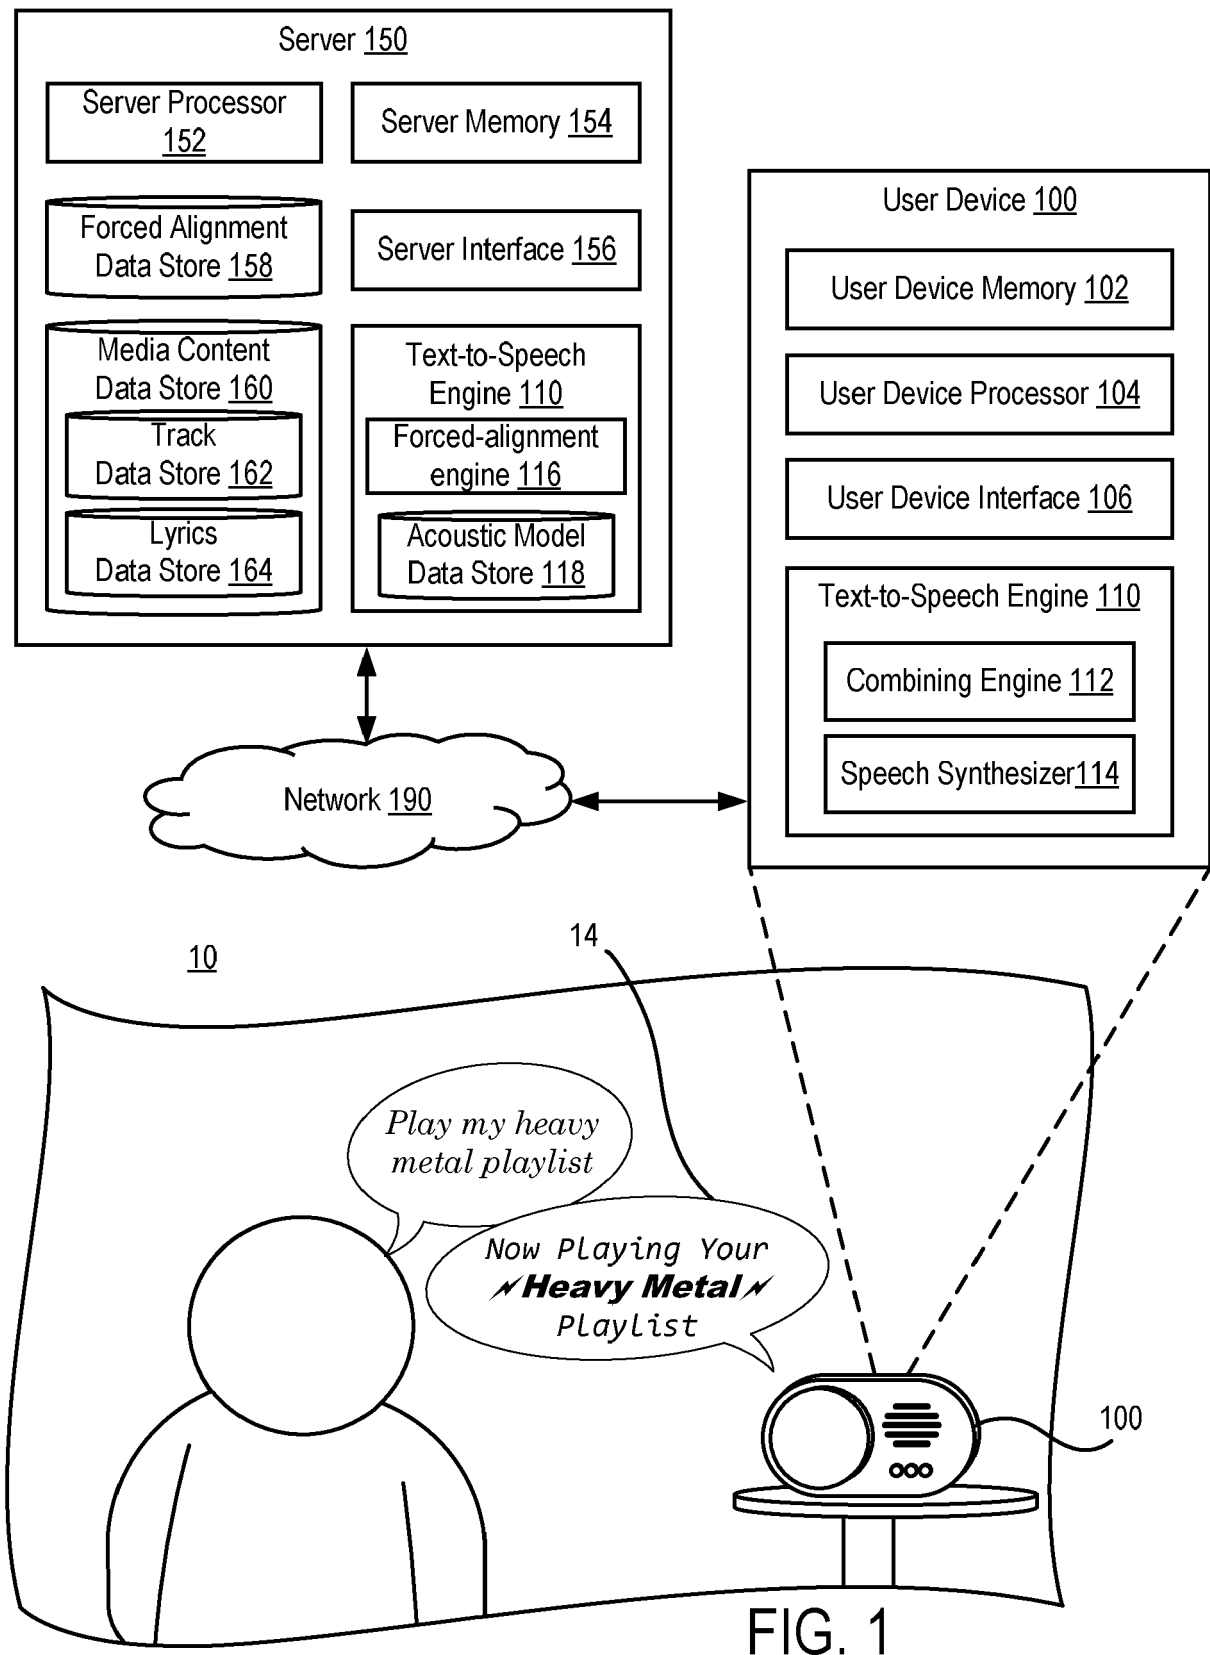 Server 150
Server Processor
152
Server Memory 154
Forced Alignment
Data Store 158
Server Interface 156
Media Content
Data Store 160
Track
Data Store 162
Lyrics
Data Store 164
Text-to-Speech
Engine 110
Forced-alignment
engine 116
Acoustic Model
Data Store 118
User Device 100
User Device Memory 102
User Device Processor 104
User Device Interface 106
Text-to-Speech Engine 110
Combining Engine 112
Speech Synthesizer114
Network 190
10
14
Play my heavy
metal playlist
Now Playing Your
Heavy Metal
Playlist
100
FIG. 1